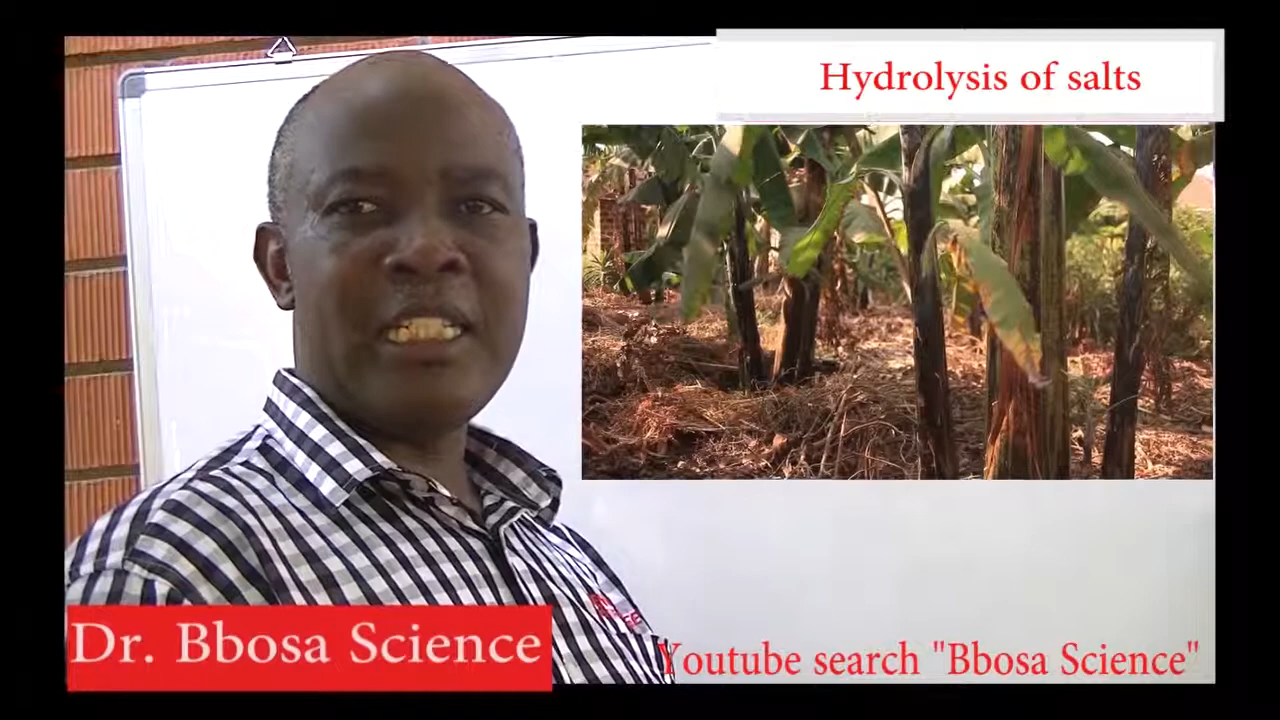 Hydrolysis of salts
Dr. Bbosa Science
Youtube search "Bbosa Science"